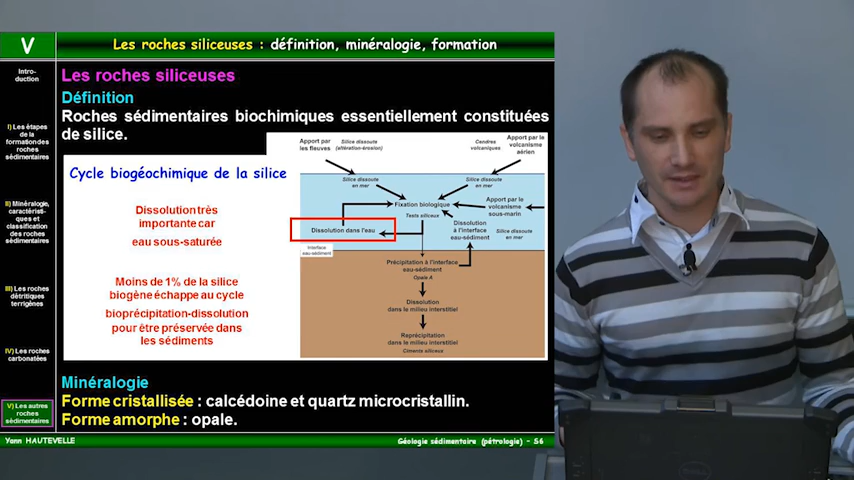 V
Les roches siliceuses : définition, minéralogie, formation
Intro-
duction
I) Les étapes
de la
formation des
roches
sédimentaires
II) Minéralogie,
caractéristi-
ques et
classification
des roches
sédimentaires
III) Les roches
détritiques
terrigènes
IV) Les roches
carbonatées
V) Les autres
roches
sédimentaires
Les roches siliceuses
Définition
Roches sédimentaires biochimiques essentiellement constituées
de silice.
Cycle biogéochimique de la silice
Dissolution très
importante car
eau sous-saturée
Moins de 1% de la silice
biogène échappe au cycle
bioprécipitation-dissolution
pour être préservée dans
les sédiments
Apport par
les fleuves
Silice dissoute
(altération-érosion)
Cendres
volcaniques
Apport par le
volcanisme
aérien
Silice dissoute
en mer
Silice dissoute
en mer
Fixation biologique
Apport par le
volcanisme
sous-marin
Tests siliceux
Dissolution dans l'eau
Dissolution
à l'interface
eau-sédiment
Silice dissoute
en mer
Interface
eau-sédiment
Précipitation à l'interface
eau-sédiment
Opale A
Dissolution
dans le milieu interstitiel
Reprécipitation
dans le milieu interstitiel
Ciments siliceux
Minéralogie
Forme cristallisée : calcédoine et quartz microcristallin.
Forme amorphe : opale.
Yann HAUTEVELLE
Géologie sédimentaire (pétrologie) - 56
DELL